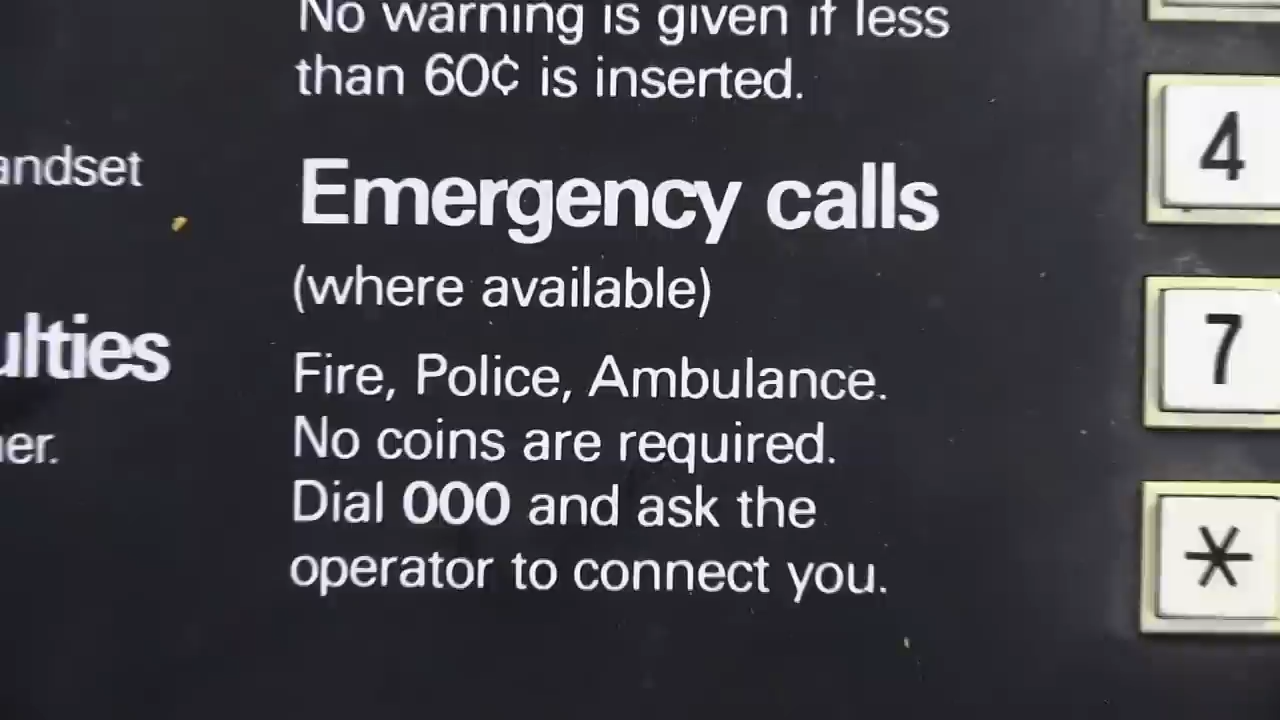 No warning is given if less
than 60¢ is inserted.
andset
Emergency calls
(where available)
ulties
Fire, Police, Ambulance.
er.
No coins are required.
Dial 000 and ask the
operator to connect you.
4
7
*